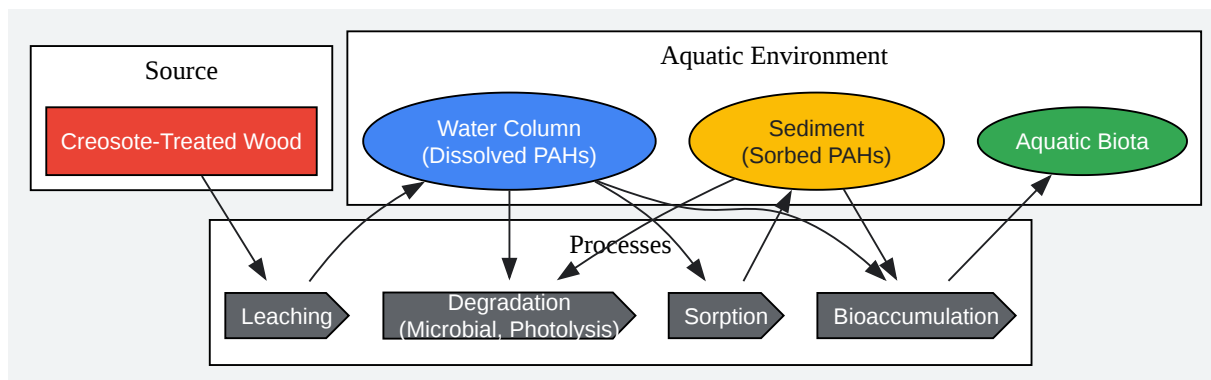 Source
Creosote-Treated Wood
Aquatic Environment
Water Column
(Dissolved PAHs)
Sediment
(Sorbed PAHs)
Aquatic Biota
Processes
Leaching
Degradation
(Microbial, Photolysis)
Sorption
Bioaccumulation